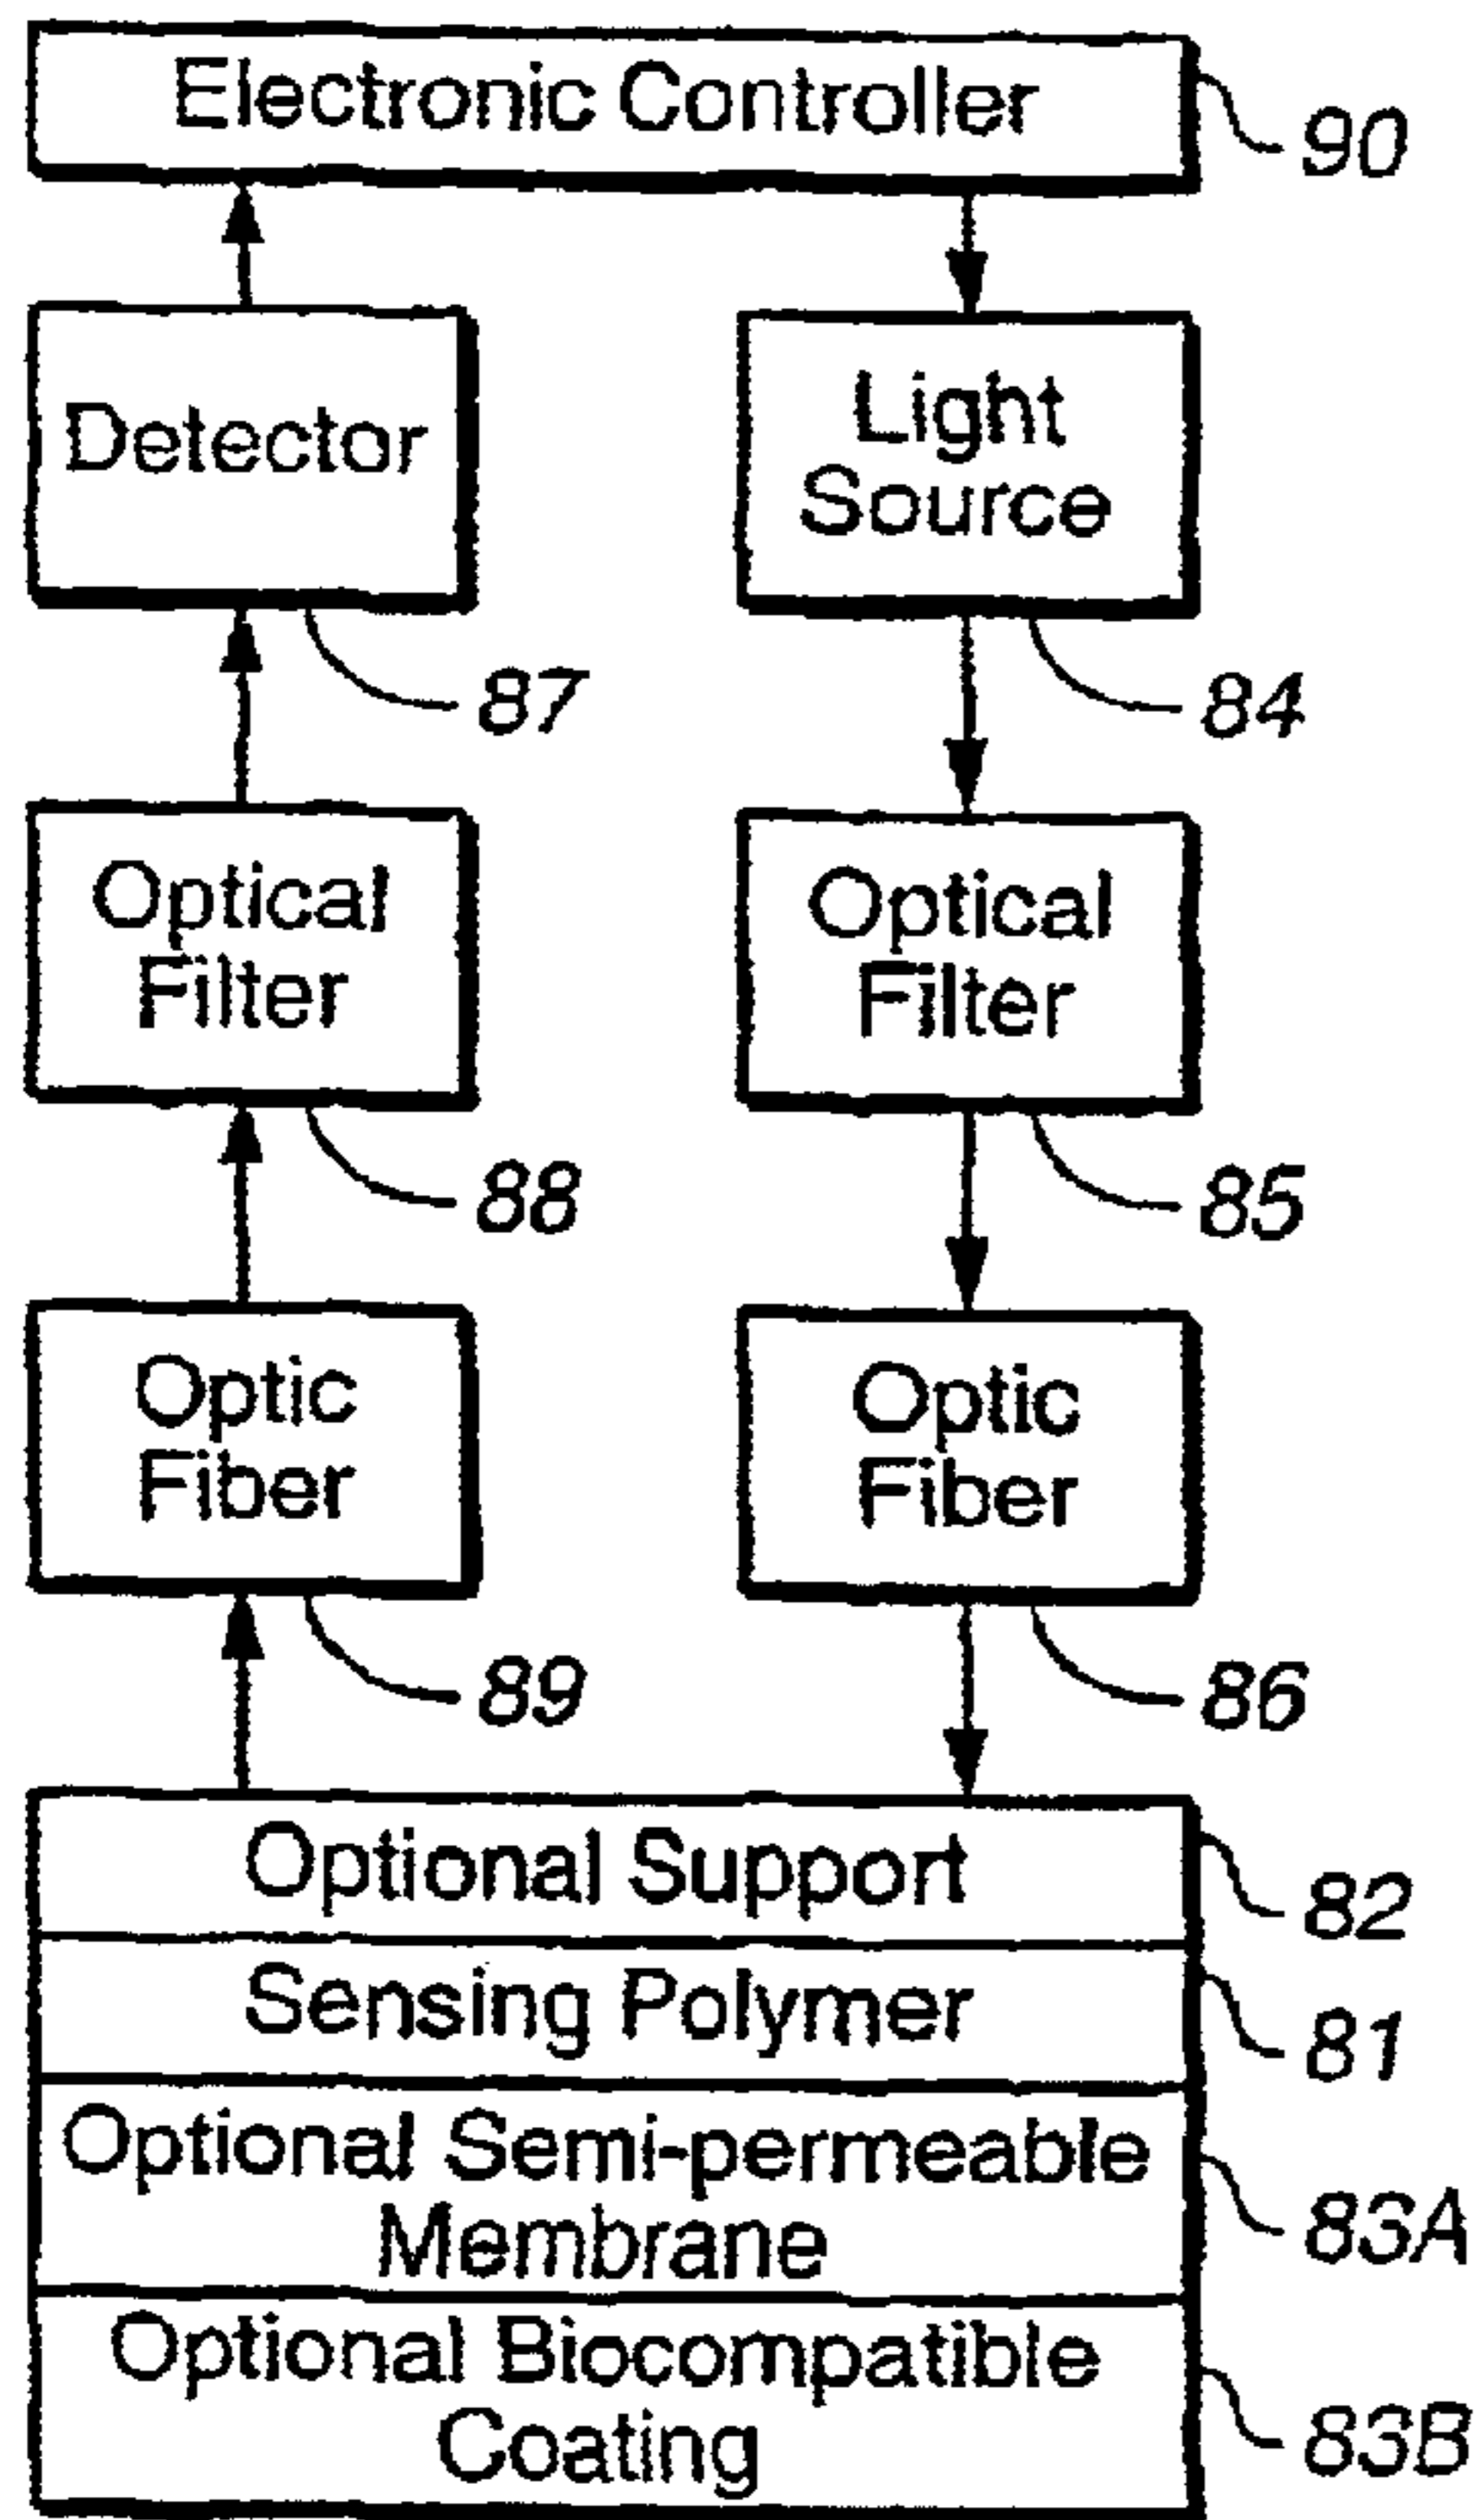 Electronic Controller
90
Detector
Light
Source
87
84
Optical
Filter
Optical
Filter
88
85
Optic
Fiber
Optic
Fiber
89
86
Optional Support
82
Sensing Polymer
81
Optional Semi-permeable
Membrane
83A
Optional Biocompatible
Coating
83B